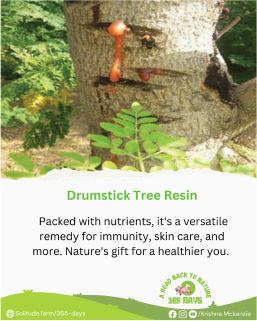 Drumstick Tree Resin
Packed with nutrients, it's a versatile
remedy for immunity, skin care, and
more. Nature's gift for a healthier you.
A ROAD BACK TO NATURE
365 DAYS
Solitude.farm/365-days
Krishna Mckenzie